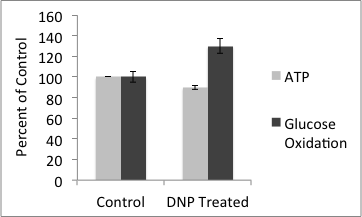 160
140
120
100
80
60
40
20
0
Percent of Control
Control
DNP Treated
ATP
Glucose
Oxidation